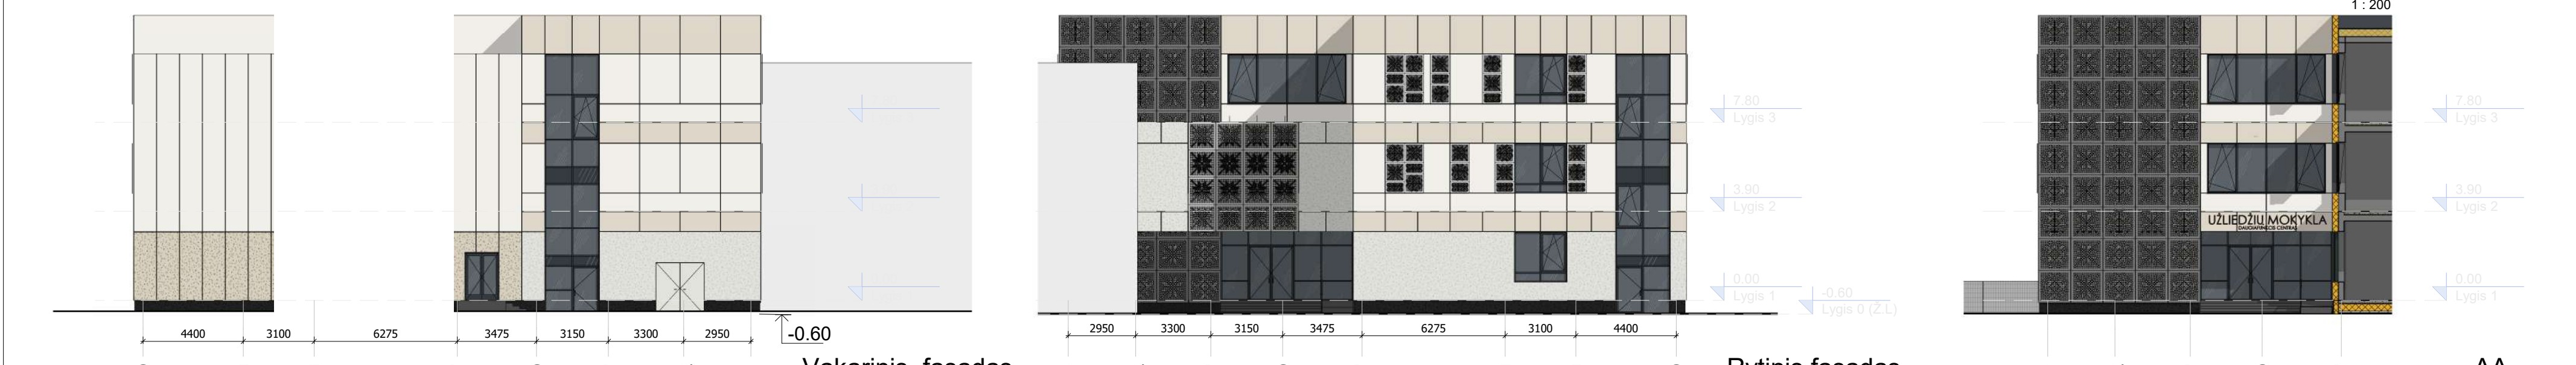 1 : 200
7.80
Lygis 3
3.90
Lygis 2
0.00
Lygis 1
-0.60
Lygis 0 (Ž.L)
7.80
Lygis 3
3.90
Lygis 2
0.00
Lygis 1
UŽLIEDŽIŲ MOKYKLA
DAUGIAFUNKCIS CENTRAS
4400 3100 6275 3475 3150 3300 2950
-0.60
2950 3300 3150 3475 6275 3100 4400
Vakarinis fasadas
Rytinis fasadas
AA